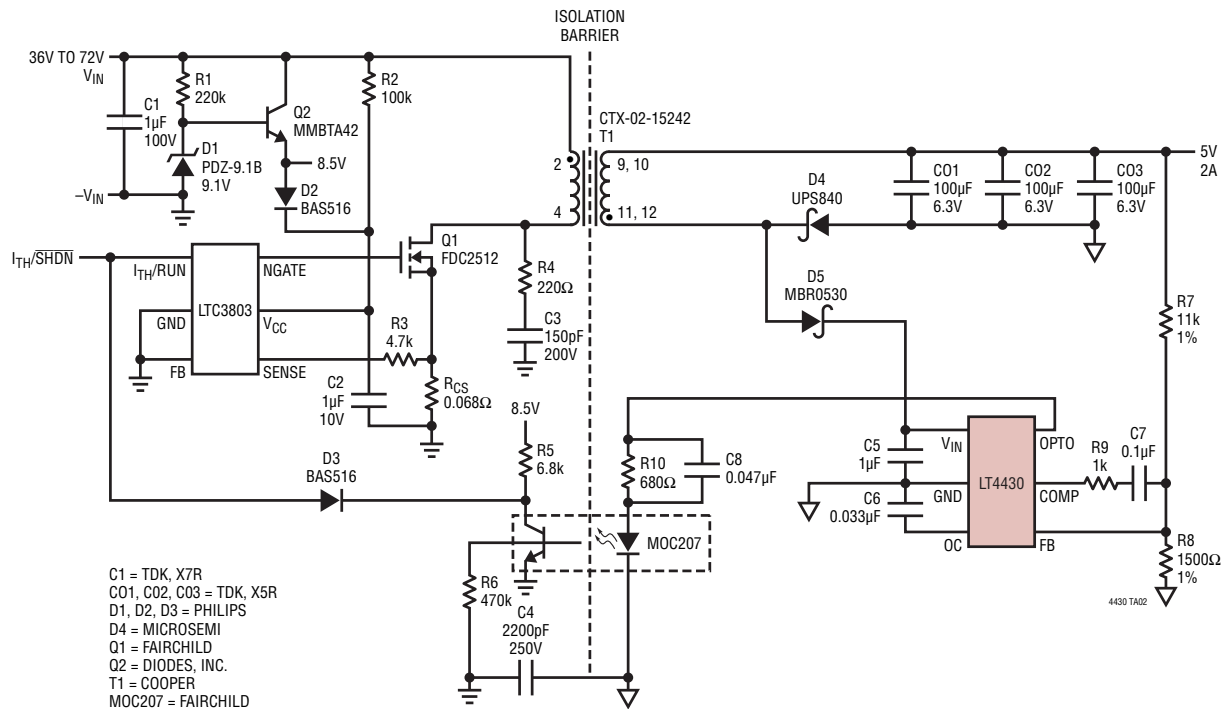 ISOLATION
BARRIER
36V TO 72V
VIN
R1
220k
R2
100k
C1
1µF
100V
Q2
MMBTA42
CTX-02-15242
T1
D1
PDZ-9.1B
9.1V
8.5V
D2
BAS516
–VIN
2
4
9, 10
11, 12
5V
2A
D4
UPS840
CO1
100µF
6.3V
CO2
100µF
6.3V
CO3
100µF
6.3V
ITH/SHDN
ITH/RUN
NGATE
LTC3803
GND
VCC
FB
SENSE
Q1
FDC2512
R4
220Ω
C3
150pF
200V
R3
4.7k
C2
1µF
10V
RCS
0.068Ω
D5
MBR0530
R7
11k
1%
8.5V
R5
6.8k
D3
BAS516
R10
680Ω
C8
0.047µF
C5
1µF
C6
0.033µF
VIN
OPTO
GND
LT4430
COMP
OC
FB
R9
1k
C7
0.1µF
R8
1500Ω
1%
MOC207
R6
470k
C4
2200pF
250V
4430 TA02
C1 = TDK, X7R
CO1, C02, C03 = TDK, X5R
D1, D2, D3 = PHILIPS
D4 = MICROSEMI
Q1 = FAIRCHILD
Q2 = DIODES, INC.
T1 = COOPER
MOC207 = FAIRCHILD